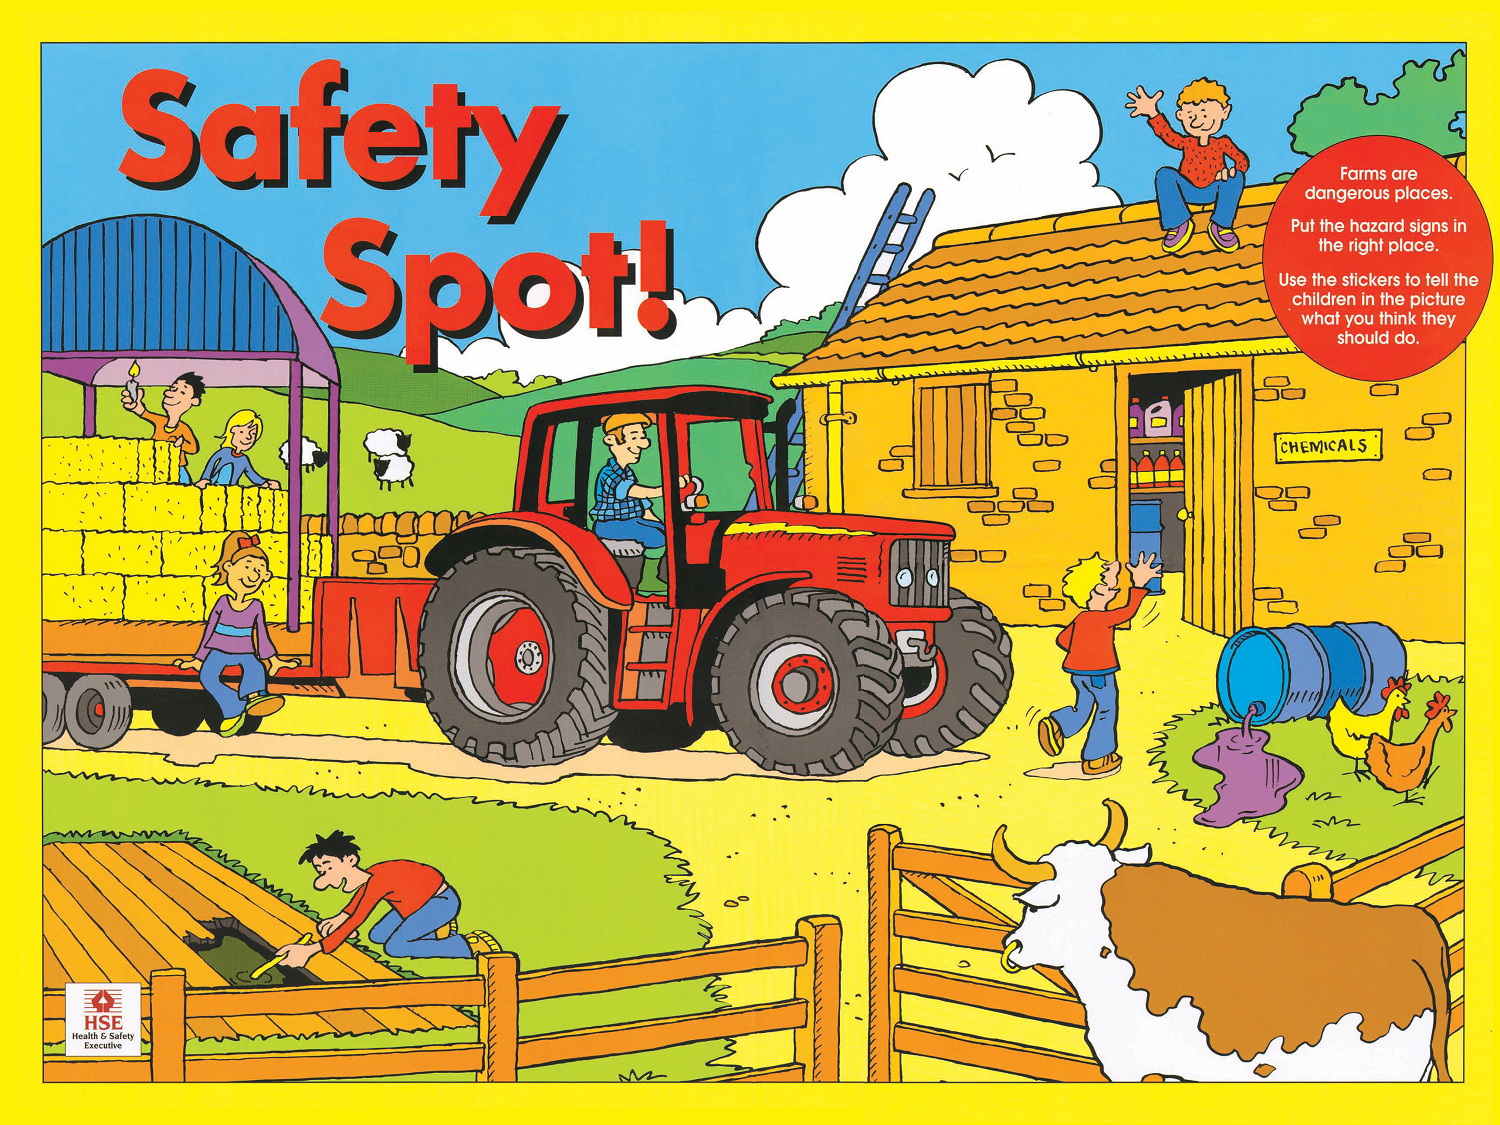 Safety
Spot!
Farms are
dangerous places.
Put the hazard signs in
the right place.
Use the stickers to tell the
children in the picture
what you think they
should do.
CHEMICALS
HSE
Health & Safety
Executive